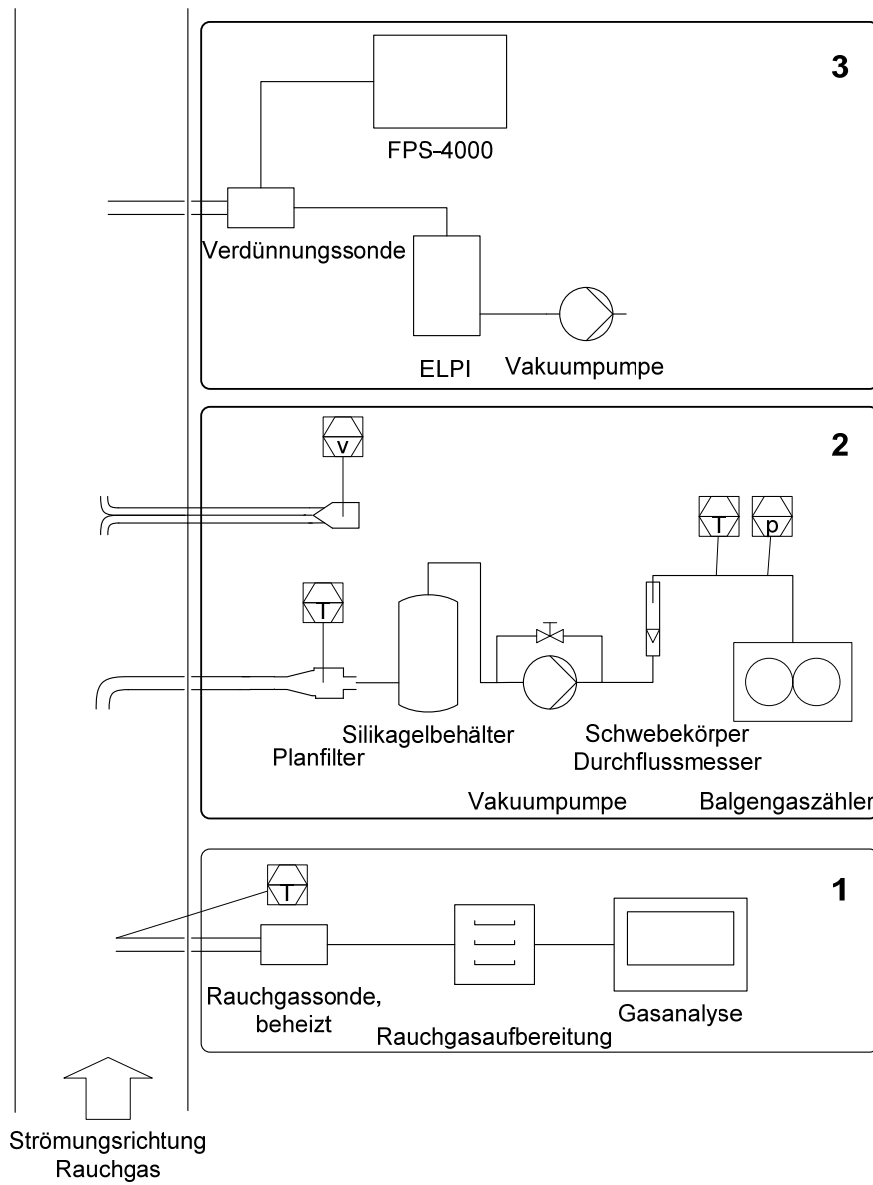 3
FPS-4000
Verdünnungssonde
ELPI
Vakuumpumpe
2
v
T
p
T
Silikagelbehälter
Planfilter
Schwebekörper
Durchflussmesser
Vakuumpumpe
Balgengaszähler
1
T
Rauchgassonde,
beheizt
Rauchgasaufbereitung
Gasanalyse
Strömungsrichtung
Rauchgas